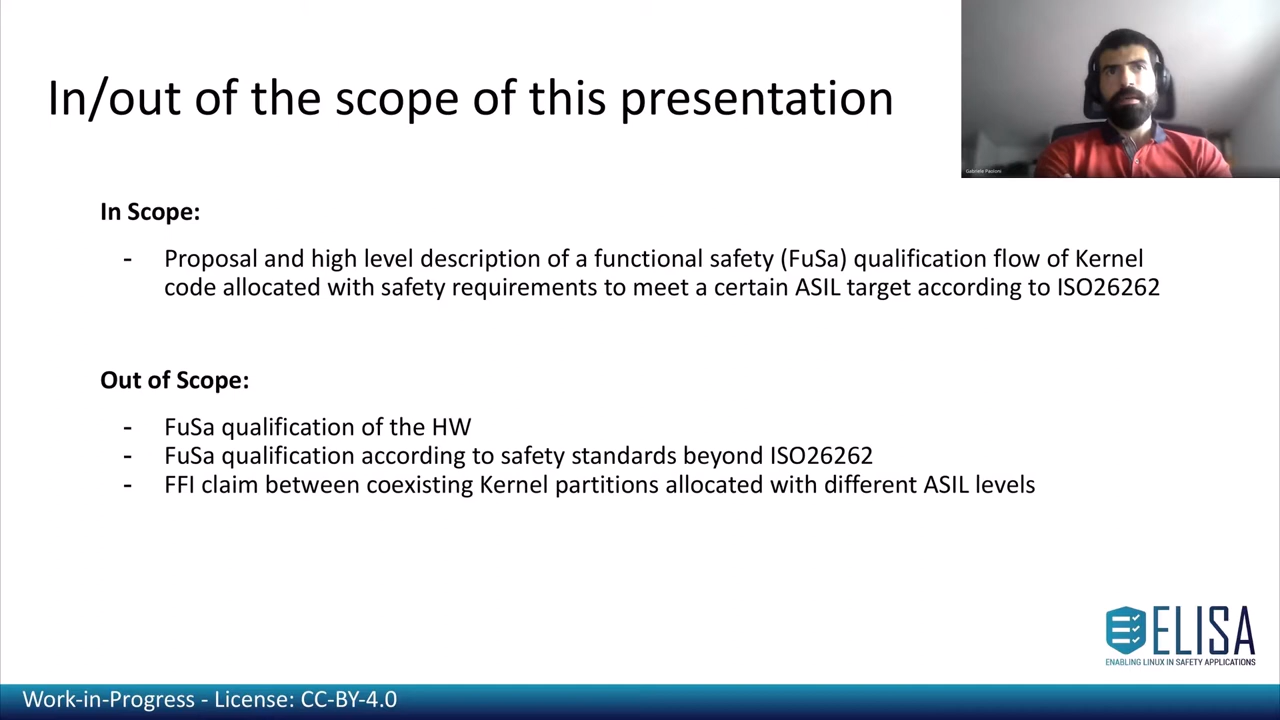 In/out of the scope of this presentation
Gabriele Paoloni
In Scope:
- Proposal and high level description of a functional safety (FuSa) qualification flow of Kernel
code allocated with safety requirements to meet a certain ASIL target according to ISO26262
Out of Scope:
- FuSa qualification of the HW
- FuSa qualification according to safety standards beyond ISO26262
- FFI claim between coexisting Kernel partitions allocated with different ASIL levels
ELISA
ENABLING LINUX IN SAFETY APPLICATIONS
Work-in-Progress - License: CC-BY-4.0